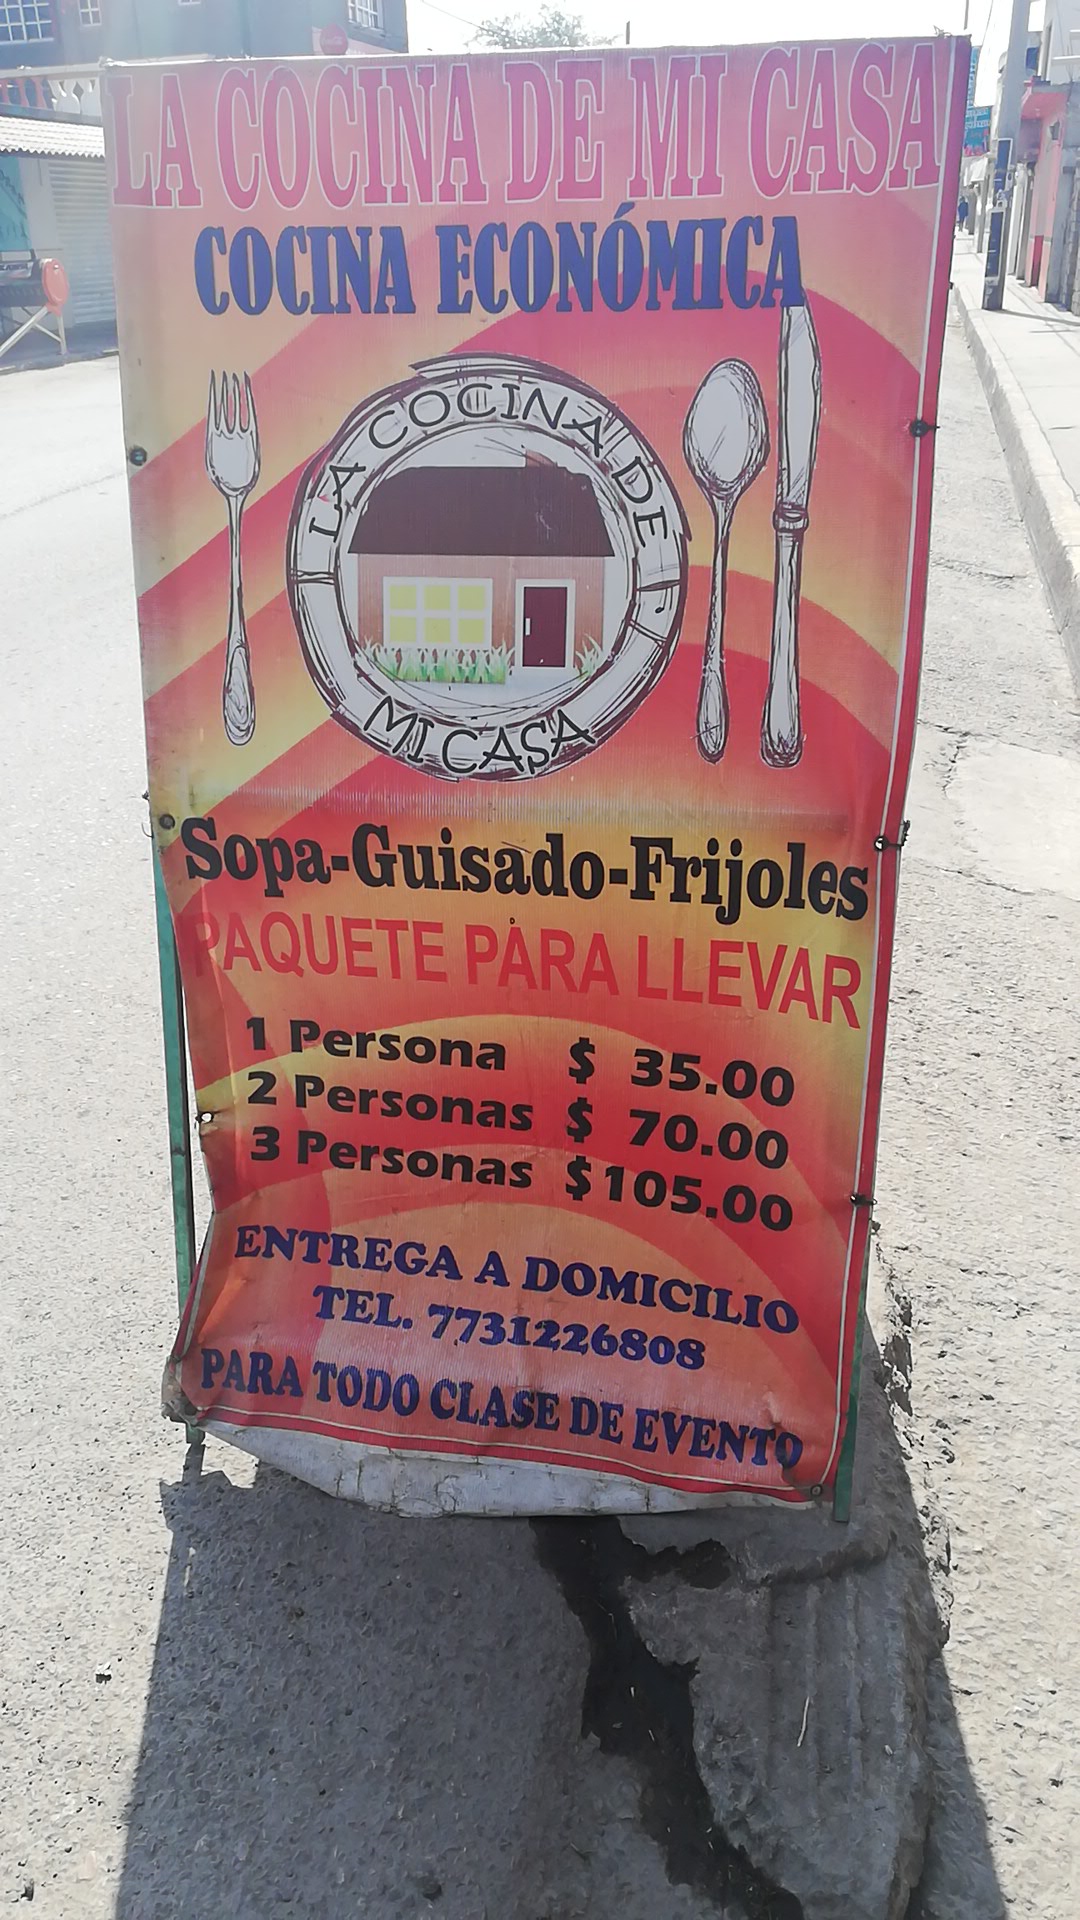 LA COCINA DE MI CASA
COCINA ECONÓMICA
LA COCINA DE
MI CASA
Sopa-Guisado-Frijoles
PAQUETE PARA LLEVAR
1 Persona $ 35.00
2 Personas $ 70.00
3 Personas $105.00
ENTREGA A DOMICILIO
TEL. 7731226808
PARA TODO CLASE DE EVENTO